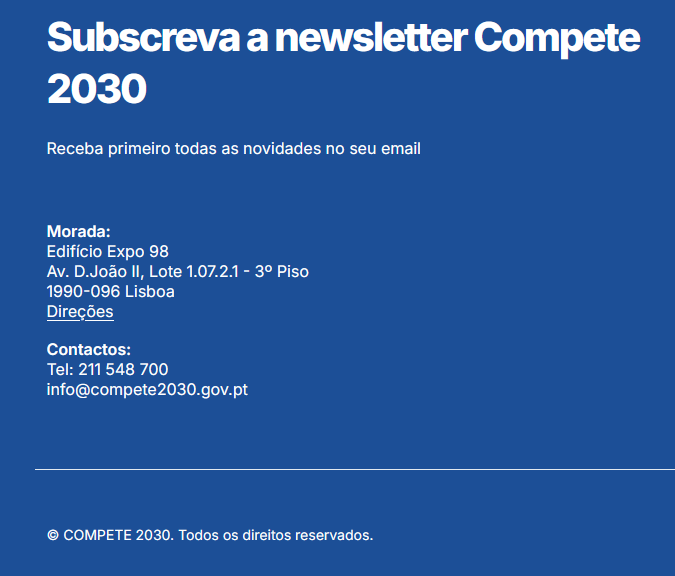 Subscreva a newsletter Compete
2030
Receba primeiro todas as novidades no seu email
Morada:
Edifício Expo 98
Av. D.João II, Lote 1.07.2.1 - 3º Piso
1990-096 Lisboa
Direções
Contactos:
Tel: 211 548 700
info@compete2030.gov.pt
© COMPETE 2030. Todos os direitos reservados.